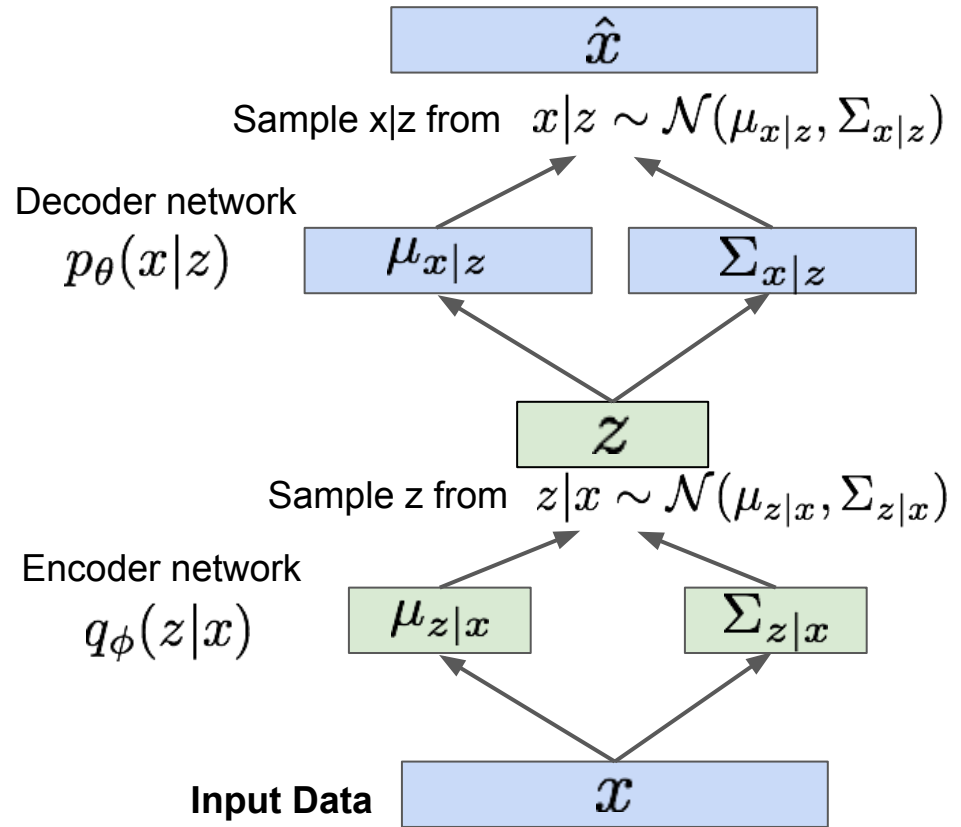 x̂
Sample x|z from x|z ∼ 𝒩(μ_{x|z}, Σ_{x|z})
Decoder network
p_θ(x|z)
μ_{x|z} Σ_{x|z}
z
Sample z from z|x ∼ 𝒩(μ_{z|x}, Σ_{z|x})
Encoder network
q_ϕ(z|x)
μ_{z|x} Σ_{z|x}
Input Data x